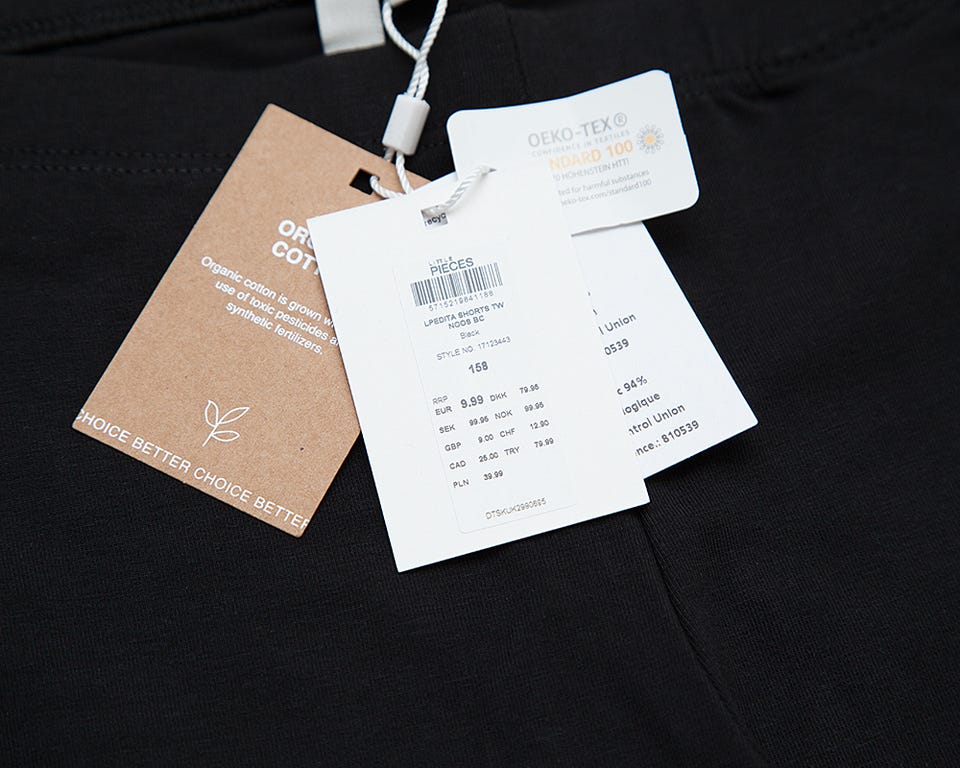 ORG
COTT
Organic cotton is grown w
use of toxic pesticides a
synthetic fertilizers.
CHOICE BETTER CHOICE BETTER
recyc
LITTLE
PIECES
5715219841188
LPEDITA SHORTS TW
NOOS BC
Black
STYLE NO. 17123443
158
RRP
EUR 9.99 DKK 79.95
SEK 99.95 NOK 99.95
GBP 9.00 CHF 12.90
CAD 25.00 TRY 79.99
PLN 39.99
DTSKUK2990695
OEKO-TEX®
CONFIDENCE IN TEXTILES
NDARD 100
0 HOHENSTEIN HTTI
ted for harmful substances
oeko-tex.com/standard100
l Union
0539
c 94%
logique
ntrol Union
nce.: 810539